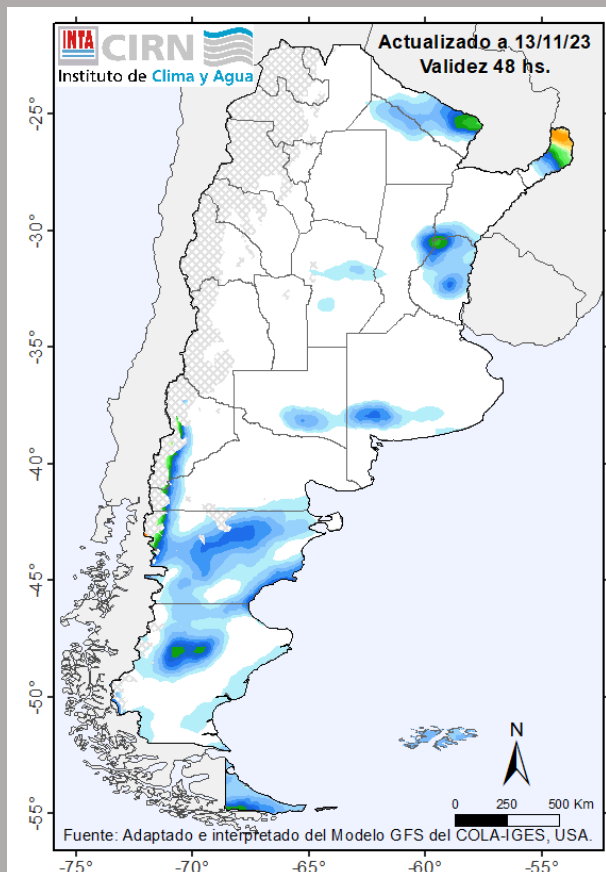 INTA CIRN
Instituto de Clima y Agua
Actualizado a 13/11/23
Validez 48 hs.
-25°
-30°
-35°
-40°
-45°
-50°
-55°
N
0 250 500 Km
Fuente: Adaptado e interpretado del Modelo GFS del COLA-IGES, USA.
-75° -70° -65° -60° -55°